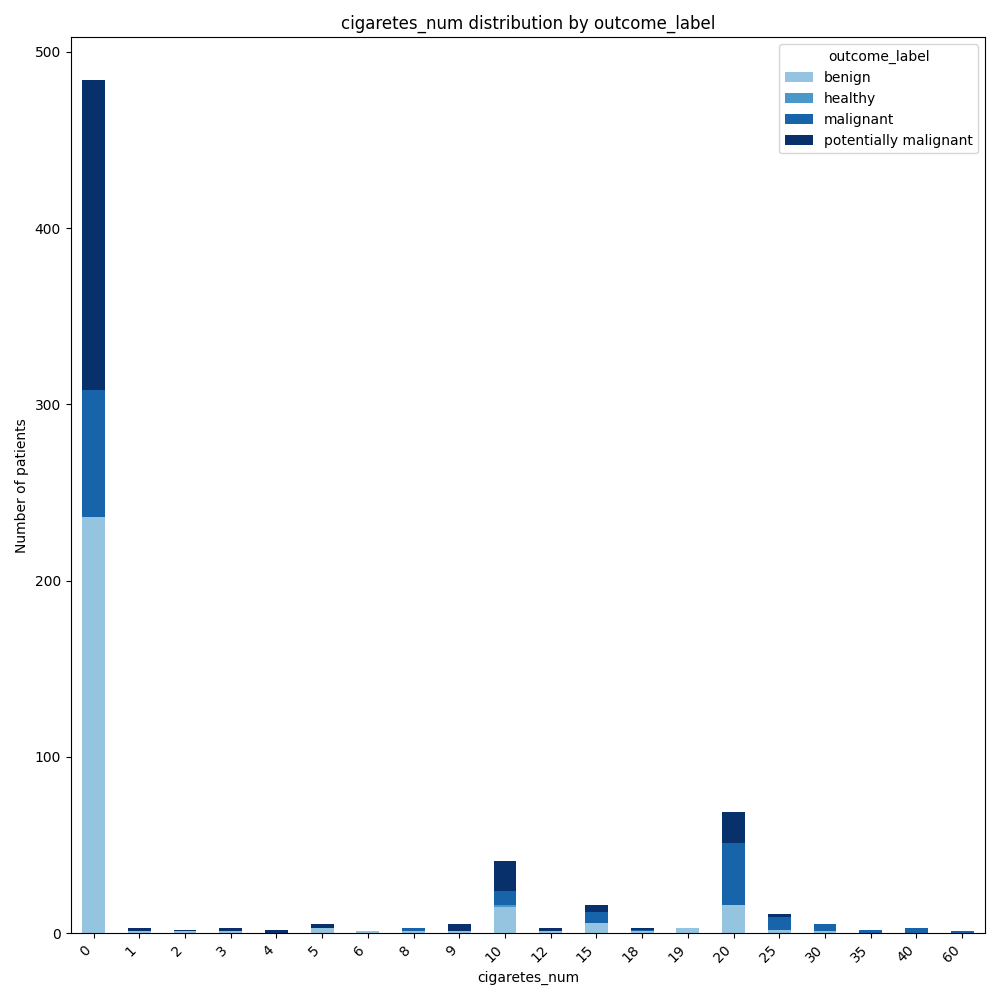 cigaretes_num distribution by outcome_label
outcome_label
benign
healthy
malignant
potentially malignant
Number of patients
500
400
300
200
100
0
0 1 2 3 4 5 6 8 9 10 12 15 18 19 20 25 30 35 40 60
cigaretes_num